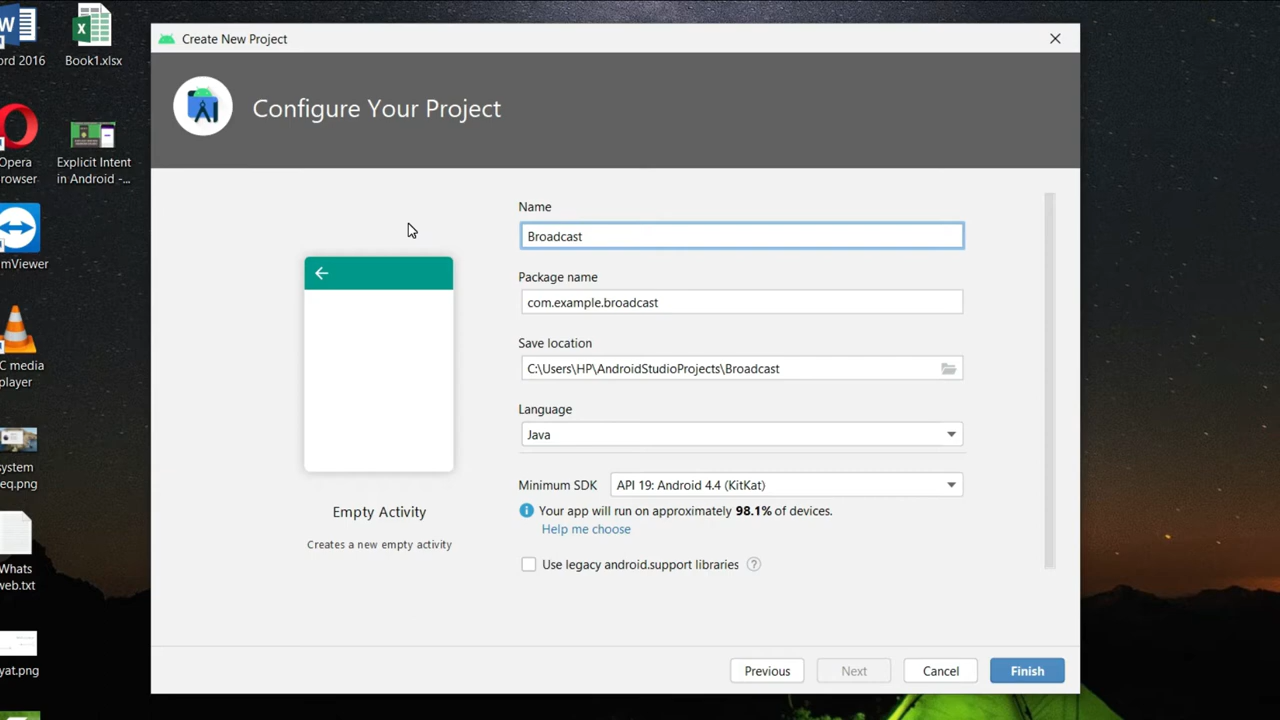 Create New Project
Configure Your Project
Name
Broadcast
Package name
com.example.broadcast
Save location
C:\Users\HP\AndroidStudioProjects\Broadcast
Language
Java
Minimum SDK
API 19: Android 4.4 (KitKat)
Your app will run on approximately 98.1% of devices.
Help me choose
Use legacy android.support libraries
?
Empty Activity
Creates a new empty activity
Previous
Next
Cancel
Finish
W
ord 2016
Book1.xlsx
Opera
rowser
Explicit Intent
in Android -...
mViewer
C media
player
system
eq.png
Whats
web.txt
yat.png